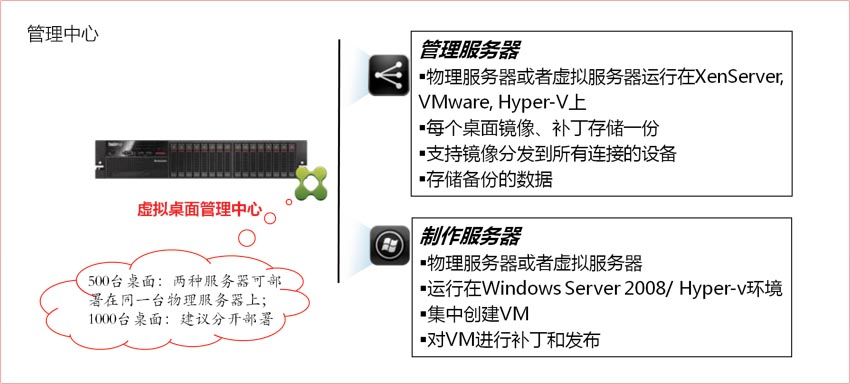 管理中心
管理服务器
▪物理服务器或者虚拟服务器运行在XenServer,
VMware, Hyper-V上
▪每个桌面镜像、补丁存储一份
▪支持镜像分发到所有连接的设备
▪存储备份的数据
虚拟桌面管理中心
500台桌面：两种服务器可部
署在同一台物理服务器上；
1000台桌面：建议分开部署
制作服务器
▪物理服务器或者虚拟服务器
▪运行在Windows Server 2008/ Hyper-v环境
▪集中创建VM
▪对VM进行补丁和发布